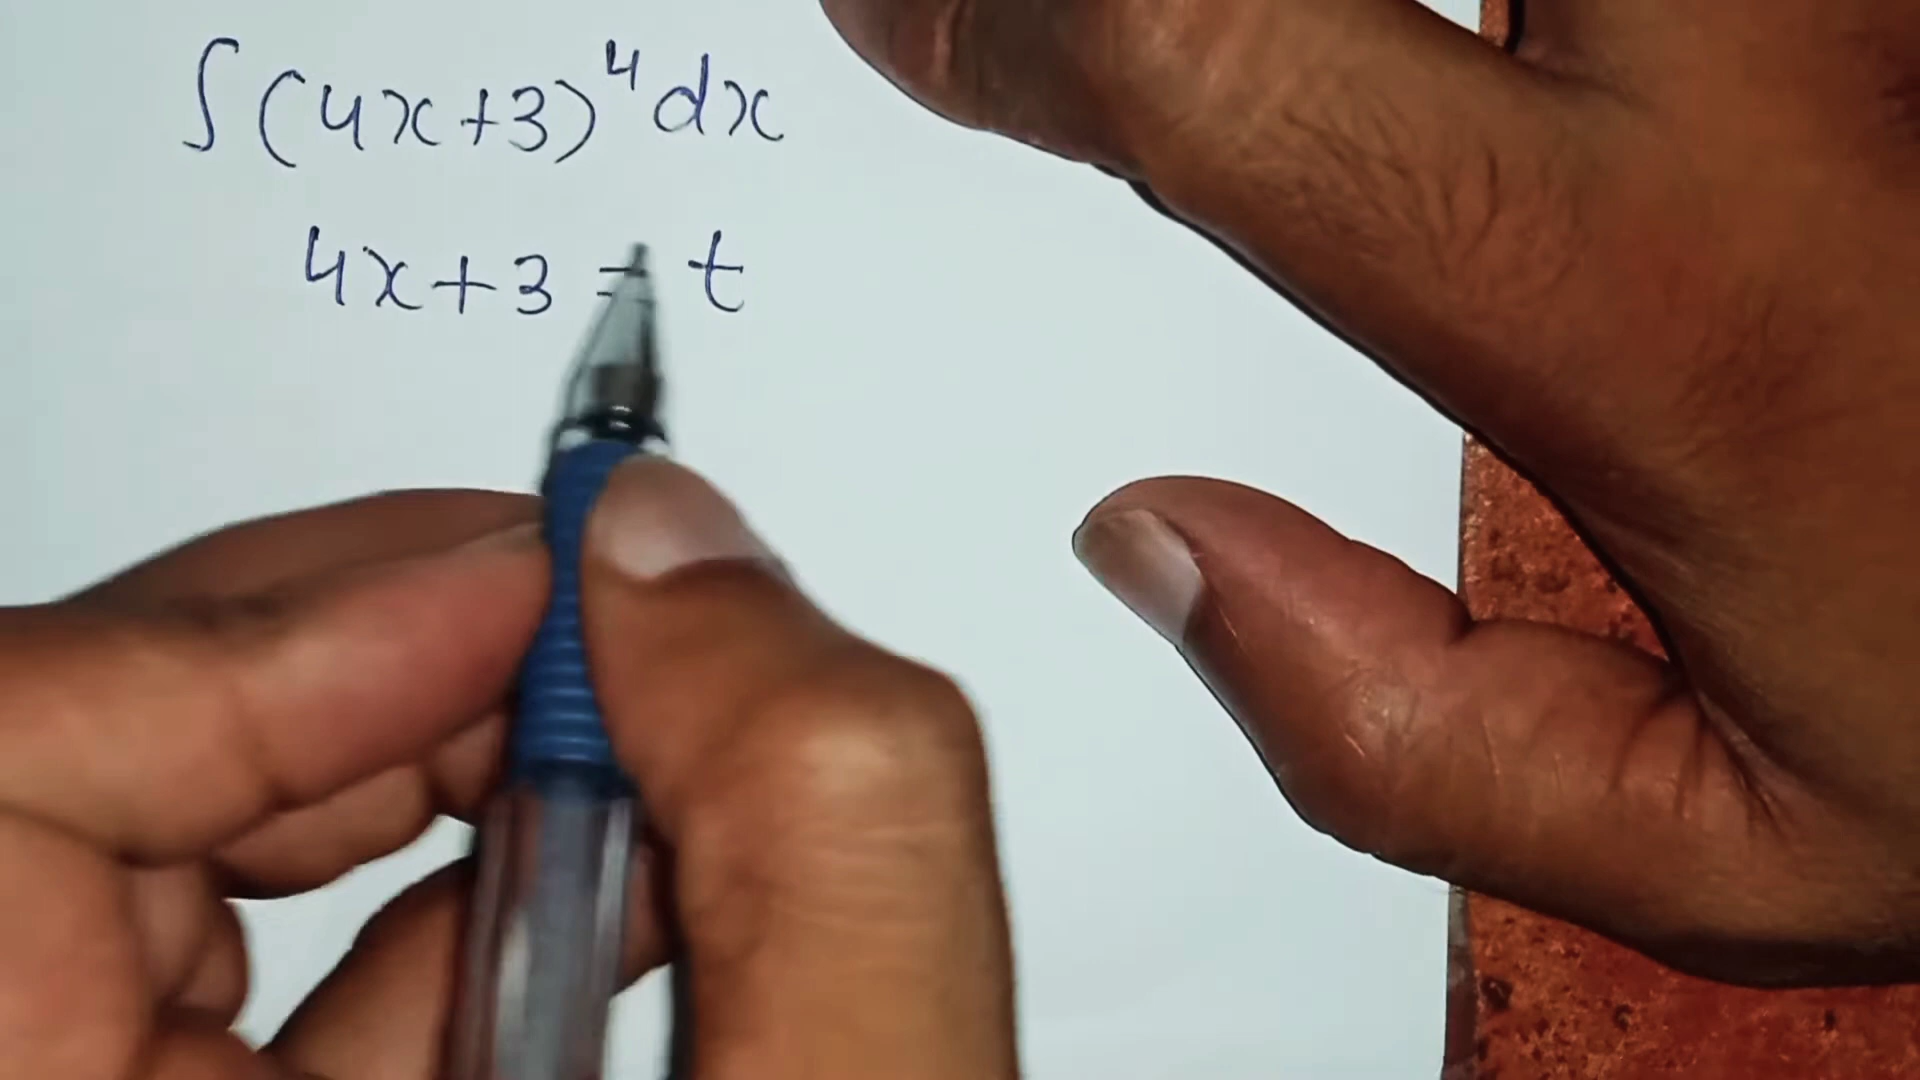 ∫(4x+3)⁴dx
4x+3 = t